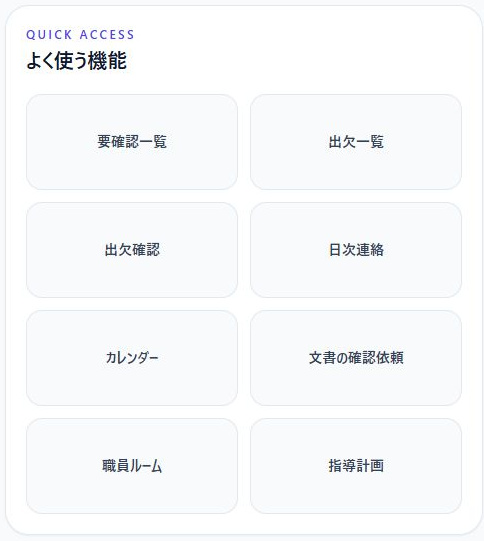 QUICK ACCESS
よく使う機能
要確認一覧
出欠一覧
出欠確認
日次連絡
カレンダー
文書の確認依頼
職員ルーム
指導計画